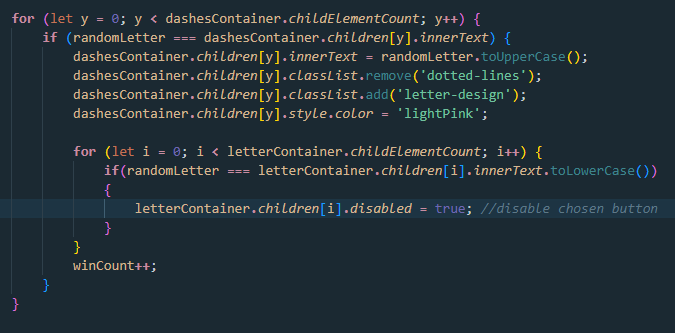 for (let y = 0; y < dashesContainer.childElementCount; y++) {
if (randomLetter === dashesContainer.children[y].innerText) {
dashesContainer.children[y].innerText = randomLetter.toUpperCase();
dashesContainer.children[y].classList.remove('dotted-lines');
dashesContainer.children[y].classList.add('letter-design');
dashesContainer.children[y].style.color = 'lightPink';
for (let i = 0; i < letterContainer.childElementCount; i++) {
if(randomLetter === letterContainer.children[i].innerText.toLowerCase())
{
letterContainer.children[i].disabled = true; //disable chosen button
}
}
winCount++;
}
}